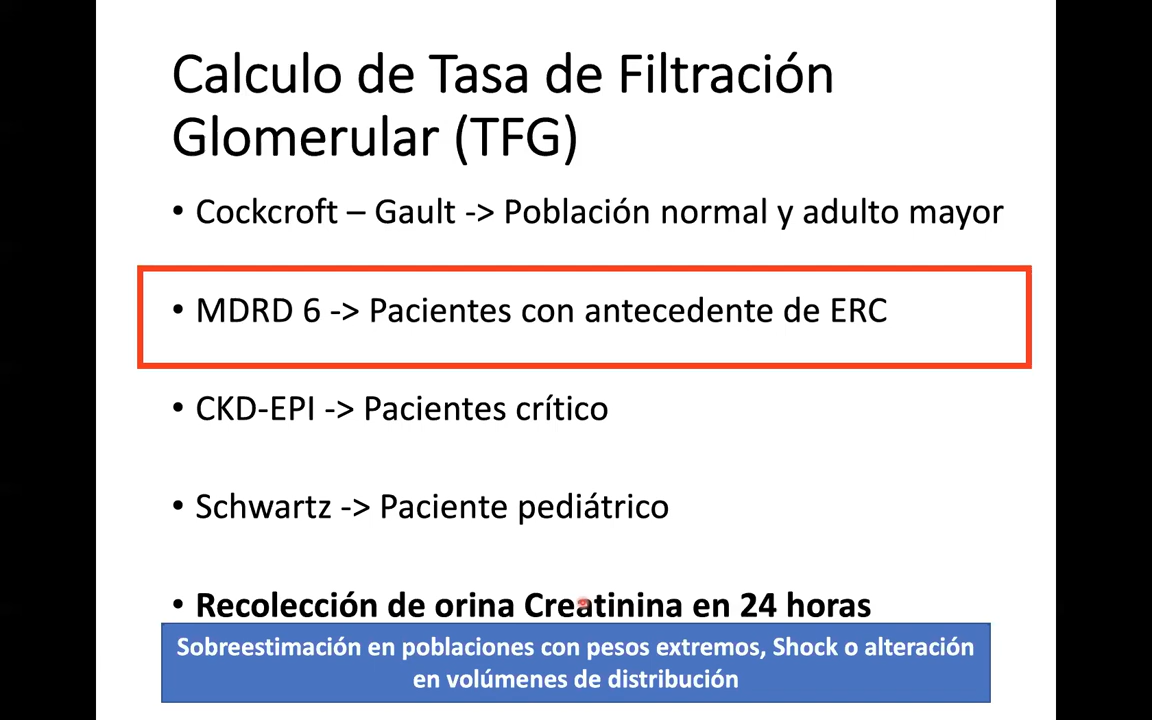 Calculo de Tasa de Filtración
Glomerular (TFG)
• Cockcroft – Gault -> Población normal y adulto mayor
• MDRD 6 -> Pacientes con antecedente de ERC
• CKD-EPI -> Pacientes crítico
• Schwartz -> Paciente pediátrico
• Recolección de orina Creatinina en 24 horas
Sobreestimación en poblaciones con pesos extremos, Shock o alteración
en volúmenes de distribución